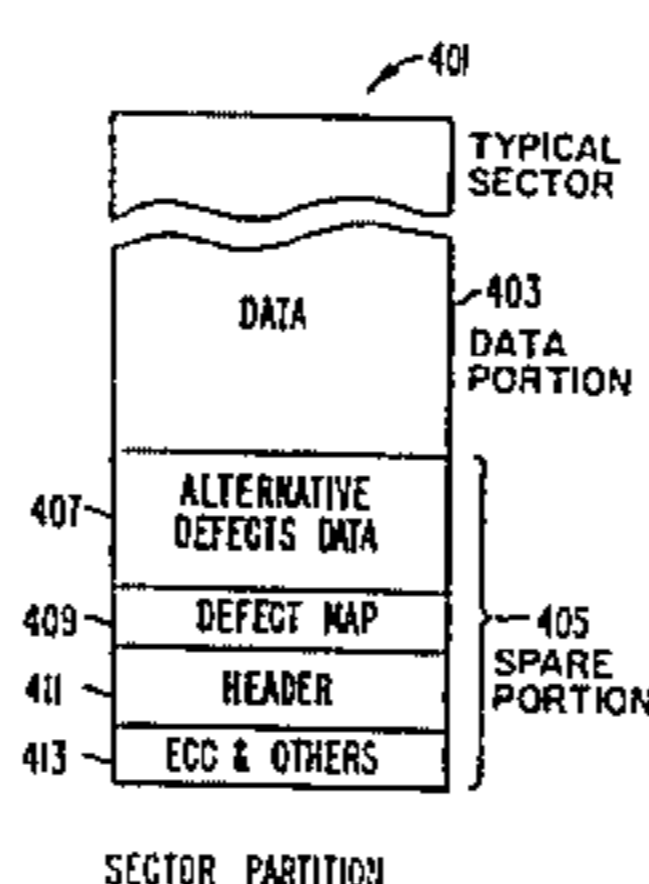 401
TYPICAL
SECTOR
DATA
403
DATA
PORTION
407
ALTERNATIVE
DEFECTS DATA
409
DEFECT MAP
405
SPARE
PORTION
411
HEADER
413
ECC & OTHERS
SECTOR PARTITION